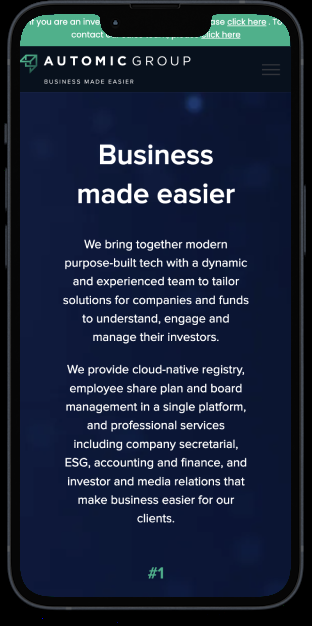 if you are an inve ase click here . To
contact click here
AUTOMIC GROUP
BUSINESS MADE EASIER
Business
made easier
We bring together modern
purpose-built tech with a dynamic
and experienced team to tailor
solutions for companies and funds
to understand, engage and
manage their investors.
We provide cloud-native registry,
employee share plan and board
management in a single platform,
and professional services
including company secretarial,
ESG, accounting and finance, and
investor and media relations that
make business easier for our
clients.
#1